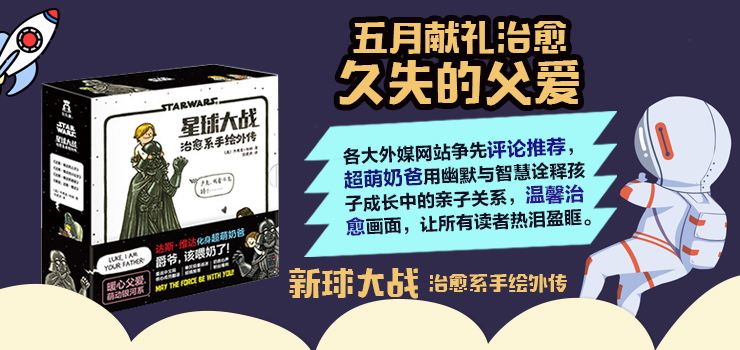 五月献礼治愈
久失的父爱
各大外媒网站争先评论推荐，
超萌奶爸用幽默与智慧诠释孩
子成长中的亲子关系，温馨治
愈画面，让所有读者热泪盈眶。
新球大战 治愈系手绘外传
STAR WARS
星球大战
治愈系手绘外传
STAR WARS
星球大战
LUKE, I AM
YOUR FATHER!
达斯·维达化身超萌奶爸
爵爷，该喂奶了！
暖心父爱，
萌动银河系
MAY THE FORCE BE WITH YOU!